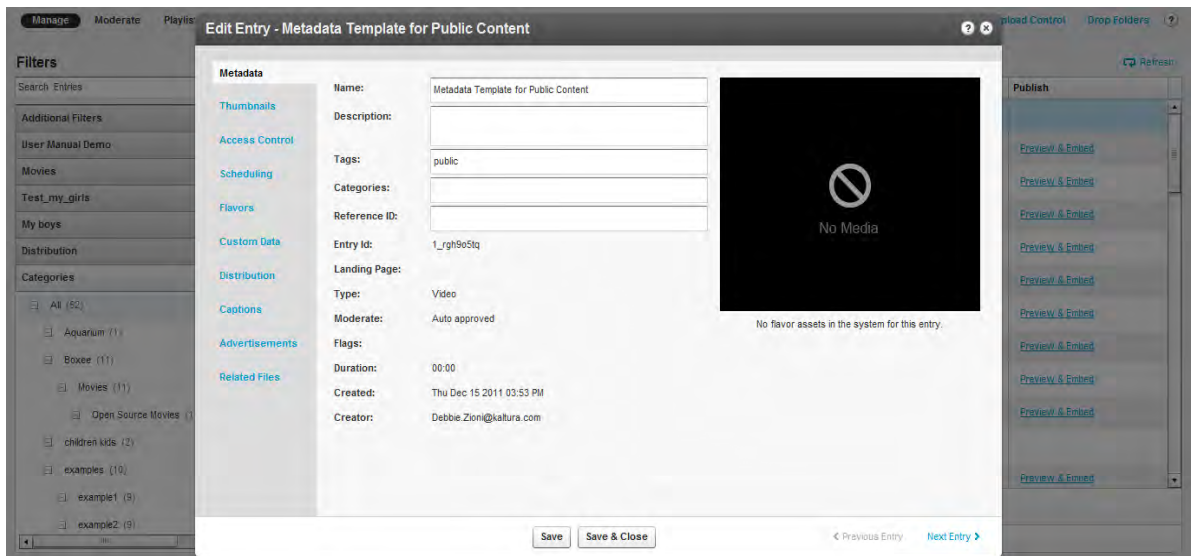 Manage Moderate Playlis
pload Control Drop Folders ?
Edit Entry - Metadata Template for Public Content
Filters
Refresh
Search Entries
Publish
Additional Filters
User Manual Demo
Movies
Test_my_girls
My boys
Distribution
Categories
All (62)
Aquarium (1)
Boxee (11)
Movies (11)
Open Source Movies (1
children kids (2)
examples (10)
example1 (9)
example2 (9)
Metadata
Thumbnails
Access Control
Scheduling
Flavors
Custom Data
Distribution
Captions
Advertisements
Related Files
Name: Metadata Template for Public Content
Description:
Tags: public
Categories:
Reference ID:
Entry Id: 1_rgh9o5tq
Landing Page:
Type: Video
Moderate: Auto approved
Flags:
Duration: 00:00
Created: Thu Dec 15 2011 03:53 PM
Creator: Debbie.Zioni@kaltura.com
No Media
No flavor assets in the system for this entry.
Preview & Embed
Preview & Embed
Preview & Embed
Preview & Embed
Preview & Embed
Preview & Embed
Preview & Embed
Preview & Embed
Preview & Embed
Preview & Embed
Save Save & Close
Previous Entry Next Entry